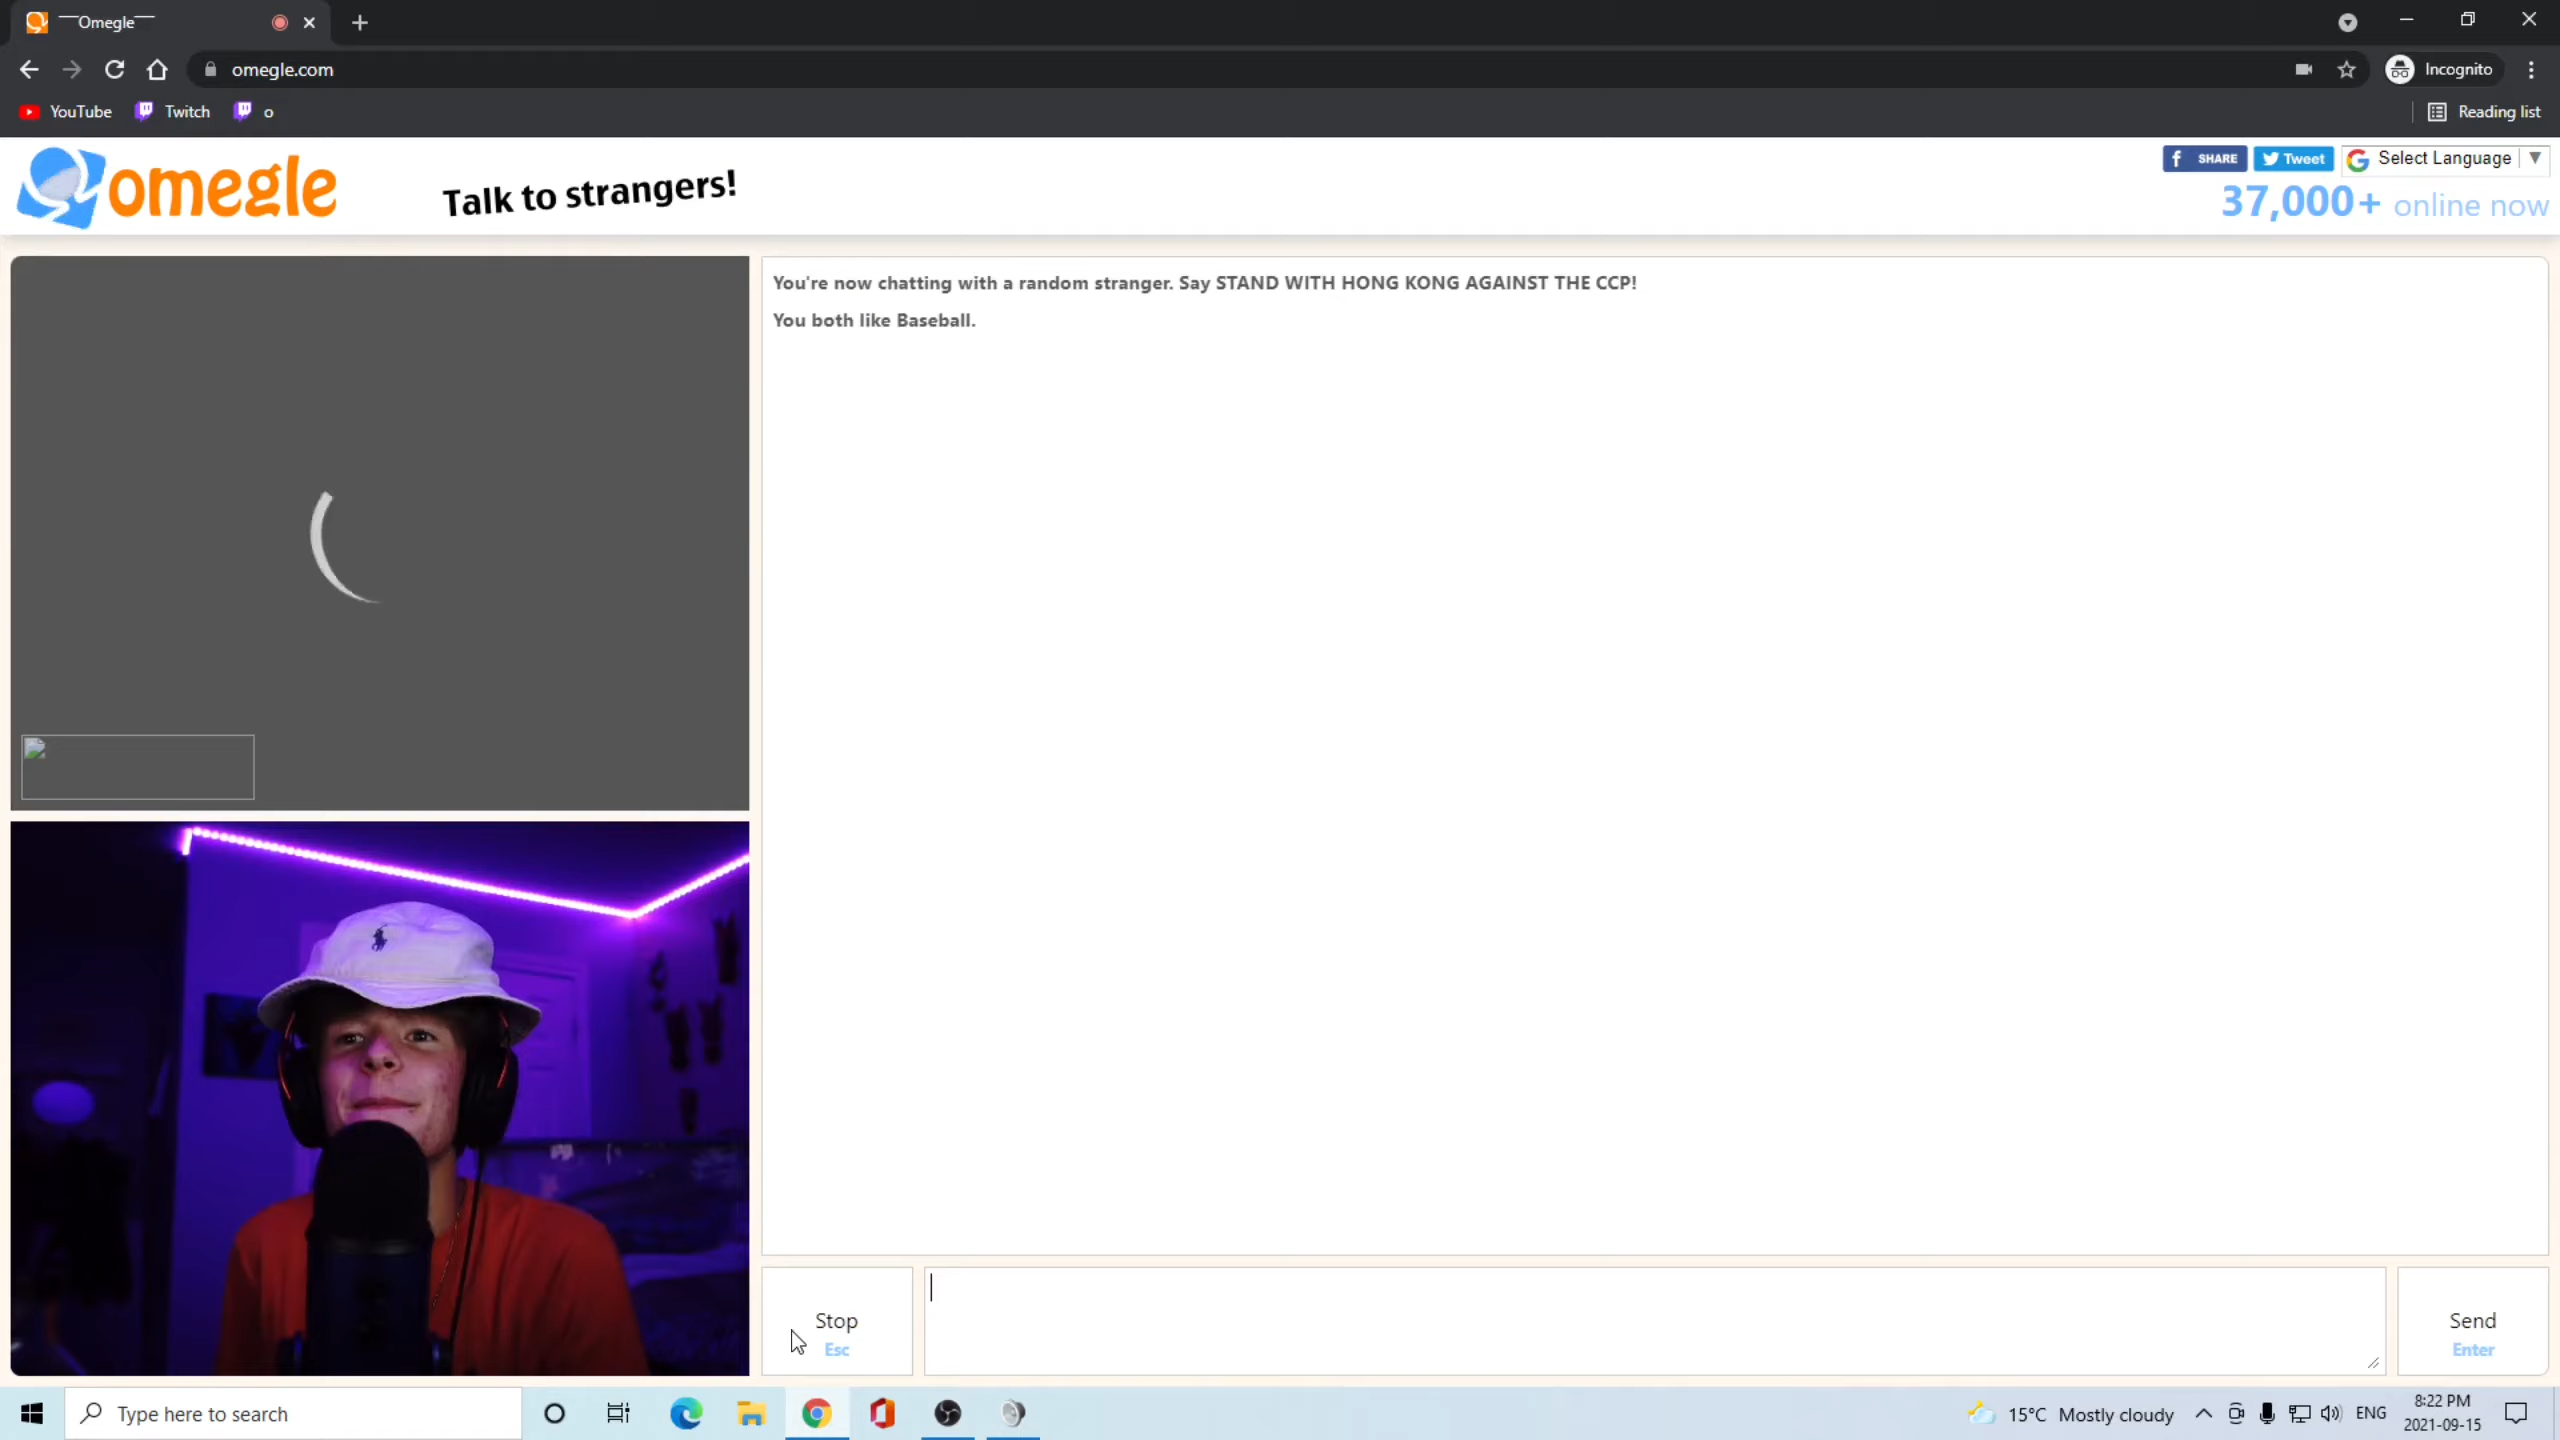 Omegle
omegle.com
Incognito
YouTube
Twitch
o
Reading list
omegle
Talk to strangers!
SHARE
Tweet
Select Language
37,000+ online now
You're now chatting with a random stranger. Say STAND WITH HONG KONG AGAINST THE CCP!
You both like Baseball.
Stop
Esc
Send
Enter
Type here to search
15°C Mostly cloudy
ENG
8:22 PM
2021-09-15